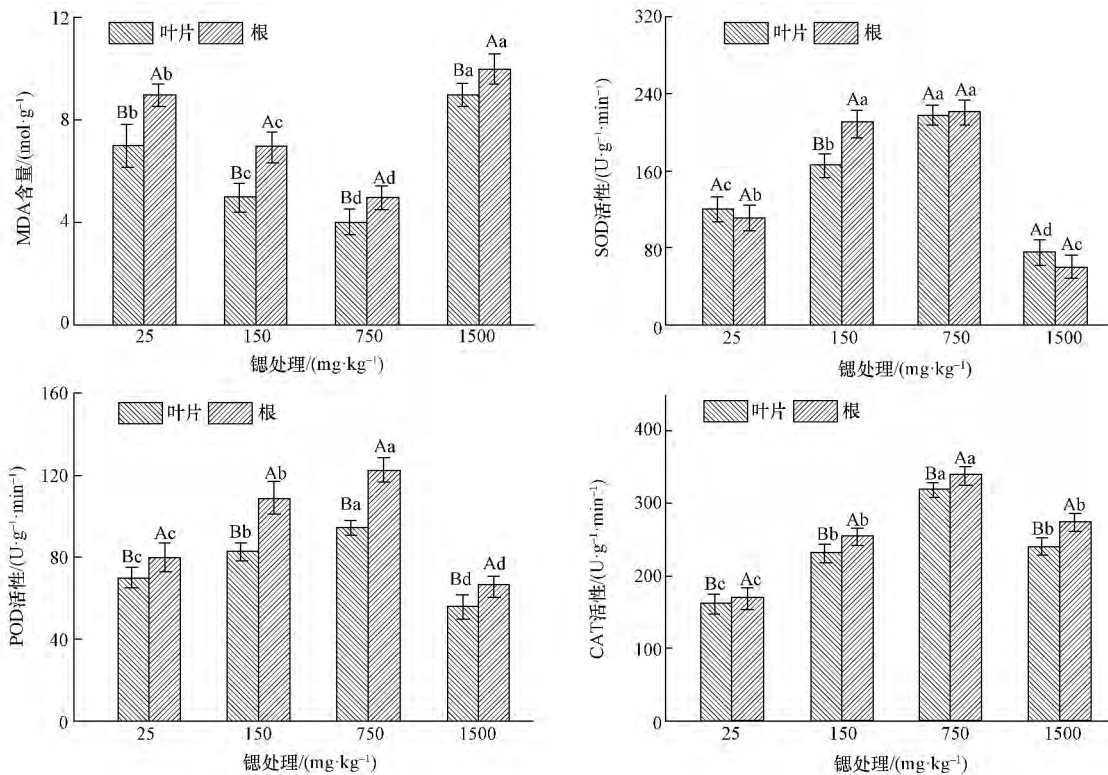 12
8
4
0
MDA含量/(mol·g⁻¹)
叶片 根
Bb Ab
Bc Ac
Bd Ad
Ba Aa
25 150 750 1500
锶处理/(mg·kg⁻¹)
320
240
160
80
0
SOD活性/(U·g⁻¹·min⁻¹)
叶片 根
Ac Ab
Bb Aa
Aa Aa
Ad Ac
25 150 750 1500
锶处理/(mg·kg⁻¹)
160
120
80
40
0
POD活性/(U·g⁻¹·min⁻¹)
叶片 根
Bc Ac
Bb Ab
Ba Aa
Bd Ad
25 150 750 1500
锶处理/(mg·kg⁻¹)
400
300
200
100
0
CAT活性/(U·g⁻¹·min⁻¹)
叶片 根
Bc Ac
Bb Ab
Ba Aa
Bb Ab
25 150 750 1500
锶处理/(mg·kg⁻¹)